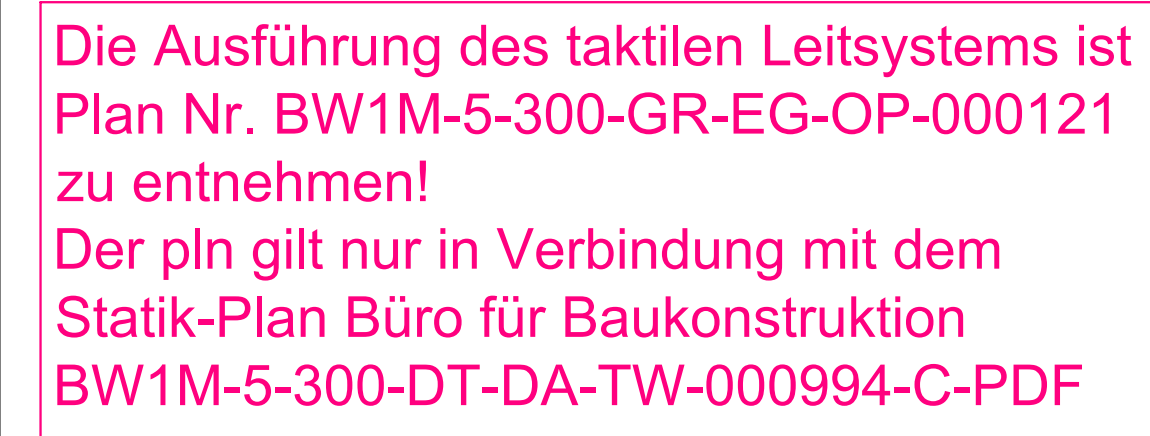 Die Ausführung des taktilen Leitsystems ist
Plan Nr. BW1M-5-300-GR-EG-OP-000121
zu entnehmen!
Der pln gilt nur in Verbindung mit dem
Statik-Plan Büro für Baukonstruktion
BW1M-5-300-DT-DA-TW-000994-C-PDF